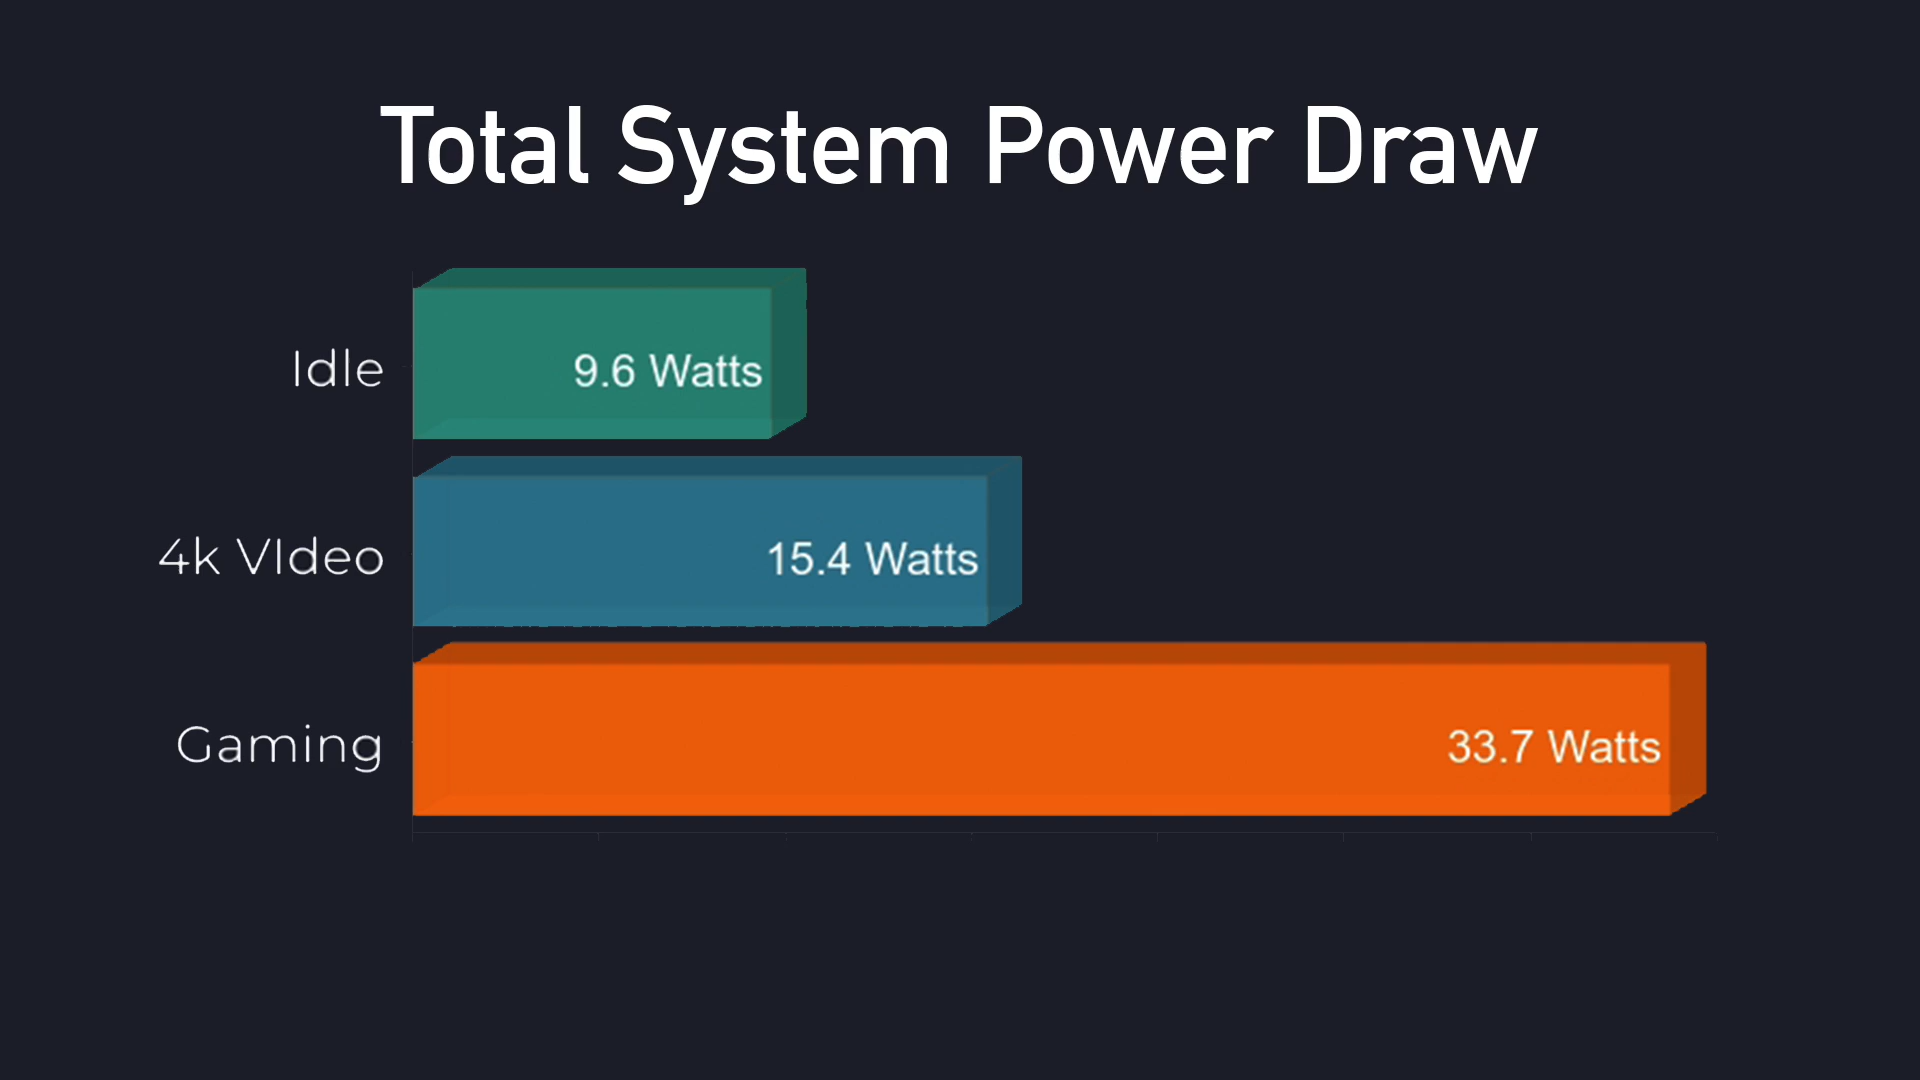 Total System Power Draw
Idle
9.6 Watts
4k VIdeo
15.4 Watts
Gaming
33.7 Watts